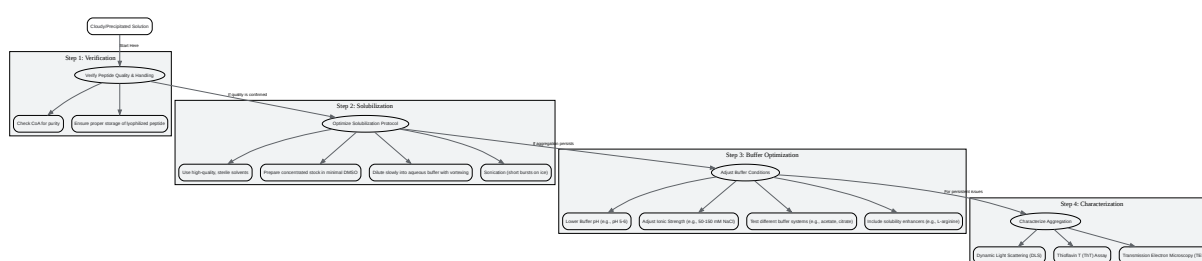 Cloudy/Precipitated Solution
Start Here
Step 1: Verification
Verify Peptide Quality & Handling
Check CoA for purity
Ensure proper storage of lyophilized peptide
If quality is confirmed
Step 2: Solubilization
Optimize Solubilization Protocol
Use high-quality, sterile solvents
Prepare concentrated stock in minimal DMSO
Dilute slowly into aqueous buffer with vortexing
Sonication (short bursts on ice)
If aggregation persists
Step 3: Buffer Optimization
Adjust Buffer Conditions
Lower Buffer pH (e.g., pH 5-6)
Adjust Ionic Strength (e.g., 50-150 mM NaCl)
Test different buffer systems (e.g., acetate, citrate)
Include solubility enhancers (e.g., L-arginine)
For persistent issues
Step 4: Characterization
Characterize Aggregation
Dynamic Light Scattering (DLS)
Thioflavin T (ThT) Assay
Transmission Electron Microscopy (TE